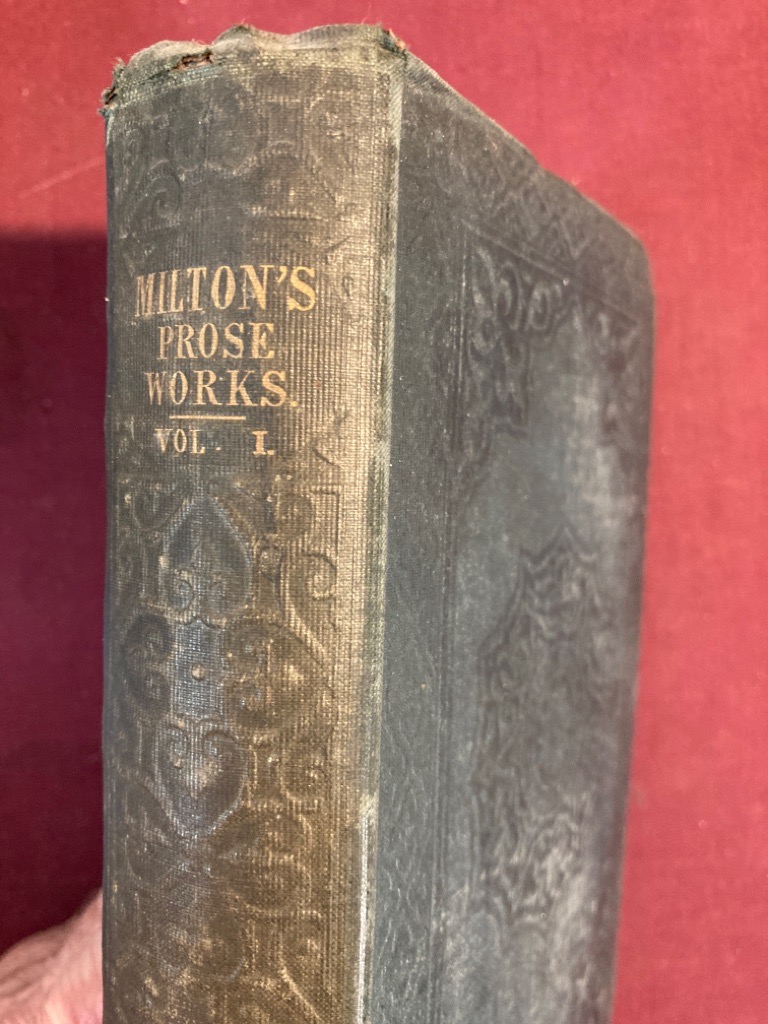 MILTON'S
PROSE
WORKS.
VOL. I.